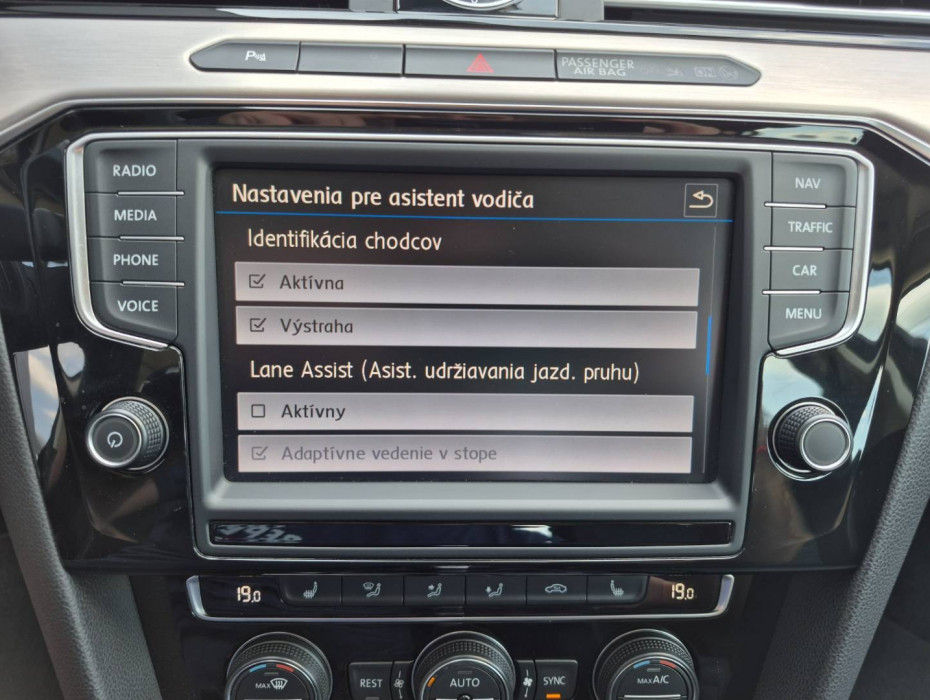 PASSENGER
AIR BAG
RADIO
MEDIA
PHONE
VOICE
Nastavenia pre asistent vodiča
Identifikácia chodcov
Aktívna
Výstraha
Lane Assist (Asist. udržiavania jazd. pruhu)
Aktívny
Adaptívne vedenie v stope
NAV
TRAFFIC
CAR
MENU
19.0
19.0
MAX
REST
AUTO
SYNC
MAX A/C